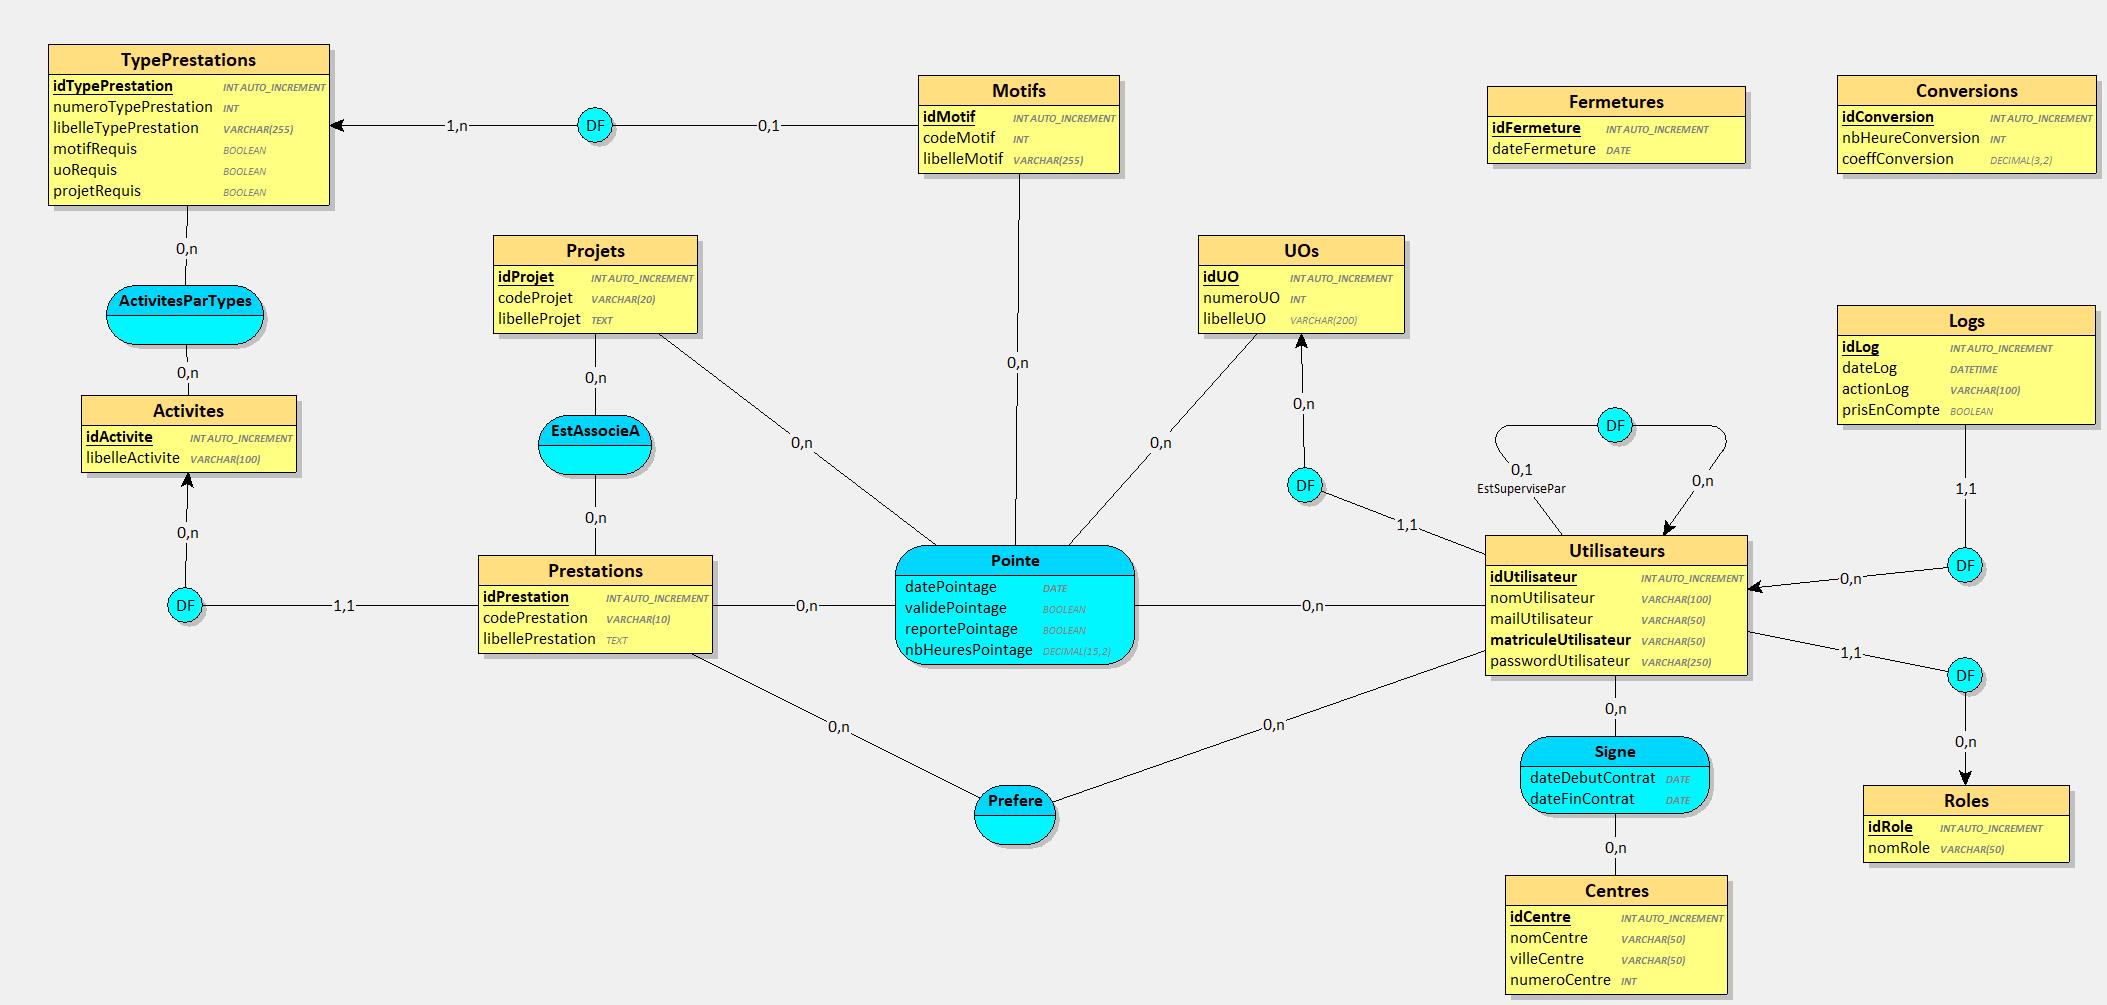 TypePrestations
idTypePrestation INT AUTO_INCREMENT
numeroTypePrestation INT
libelleTypePrestation VARCHAR(255)
motifRequis BOOLEAN
uoRequis BOOLEAN
projetRequis BOOLEAN
1,n
DF
0,1
Motifs
idMotif INT AUTO_INCREMENT
codeMotif INT
libelleMotif VARCHAR(255)
Fermetures
idFermeture INT AUTO_INCREMENT
dateFermeture DATE
Conversions
idConversion INT AUTO_INCREMENT
nbHeureConversion INT
coeffConversion DECIMAL(3,2)
0,n
ActivitesParTypes
0,n
Activites
idActivite INT AUTO_INCREMENT
libelleActivite VARCHAR(100)
0,n
DF
1,1
Projets
idProjet INT AUTO_INCREMENT
codeProjet VARCHAR(20)
libelleProjet TEXT
0,n
EstAssocieA
0,n
Prestations
idPrestation INT AUTO_INCREMENT
codePrestation VARCHAR(10)
libellePrestation TEXT
0,n
0,n
0,n
0,n
Pointe
datePointage DATE
validePointage BOOLEAN
reportePointage BOOLEAN
nbHeuresPointage DECIMAL(15,2)
0,n
UOs
idUO INT AUTO_INCREMENT
numeroUO INT
libelleUO VARCHAR(200)
0,n
DF
1,1
DF
0,1
EstSupervisePar
0,n
Utilisateurs
idUtilisateur INT AUTO_INCREMENT
nomUtilisateur VARCHAR(100)
mailUtilisateur VARCHAR(50)
matriculeUtilisateur VARCHAR(50)
passwordUtilisateur VARCHAR(250)
Logs
idLog INT AUTO_INCREMENT
dateLog DATETIME
actionLog VARCHAR(100)
prisEnCompte BOOLEAN
1,1
DF
0,n
1,1
DF
0,n
Roles
idRole INT AUTO_INCREMENT
nomRole VARCHAR(50)
0,n
Prefere
0,n
0,n
Signe
dateDebutContrat DATE
dateFinContrat DATE
0,n
Centres
idCentre INT AUTO_INCREMENT
nomCentre VARCHAR(50)
villeCentre VARCHAR(50)
numeroCentre INT